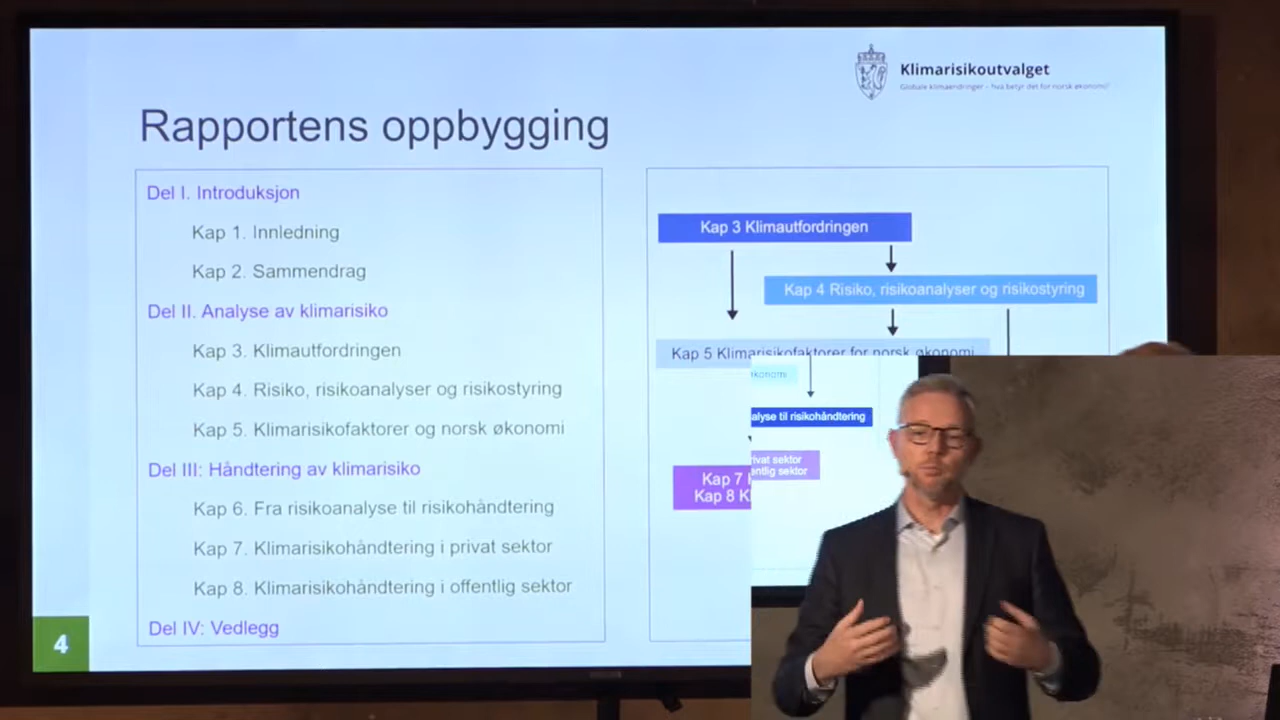 Klimarisikoutvalget
Globale klimaendringer – hva betyr det for norsk økonomi?
Rapportens oppbygging
Del I. Introduksjon
Kap 1. Innledning
Kap 2. Sammendrag
Del II. Analyse av klimarisiko
Kap 3. Klimautfordringen
Kap 4. Risiko, risikoanalyser og risikostyring
Kap 5. Klimarisikofaktorer og norsk økonomi
Del III: Håndtering av klimarisiko
Kap 6. Fra risikoanalyse til risikohåndtering
Kap 7. Klimarisikohåndtering i privat sektor
Kap 8. Klimarisikohåndtering i offentlig sektor
Del IV: Vedlegg
4
Kap 3 Klimautfordringen
Kap 4 Risiko, risikoanalyser og risikostyring
Kap 5 Klimarisikofaktorer for norsk økonomi
Kap 7
Kap 8
økonomi
alyse til risikohåndtering
ivat sektor
entlig sektor